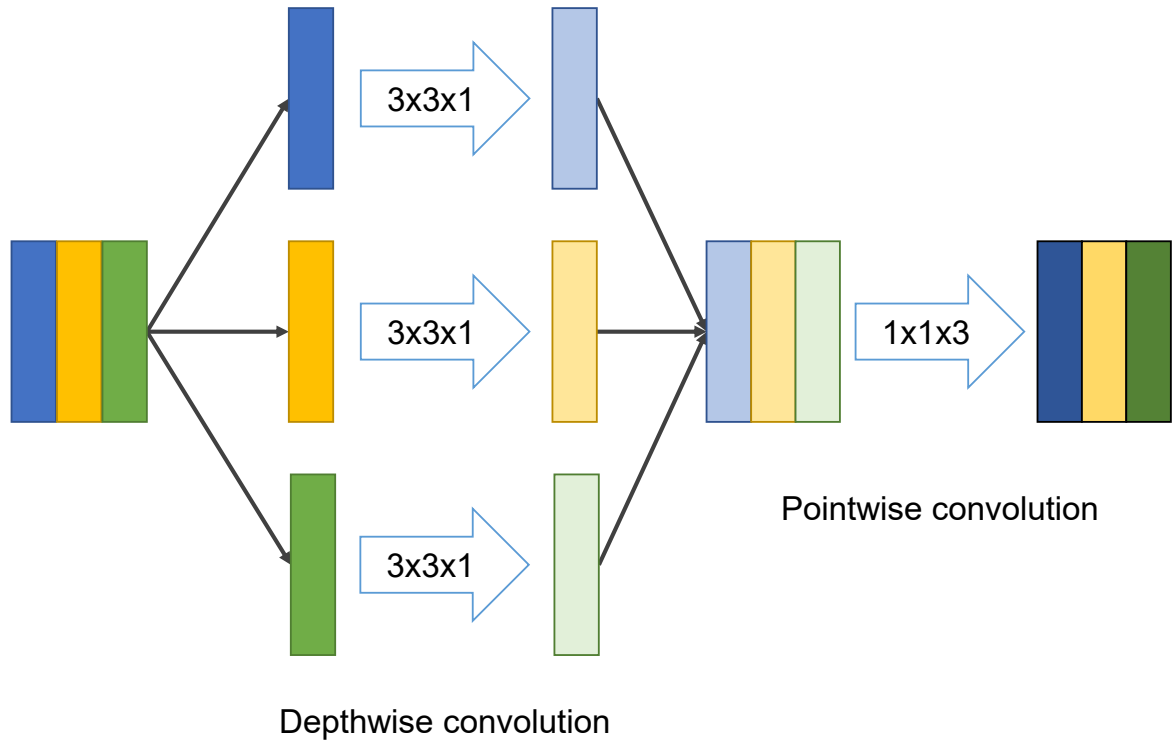 3x3x1
3x3x1
1x1x3
Pointwise convolution
3x3x1
Depthwise convolution